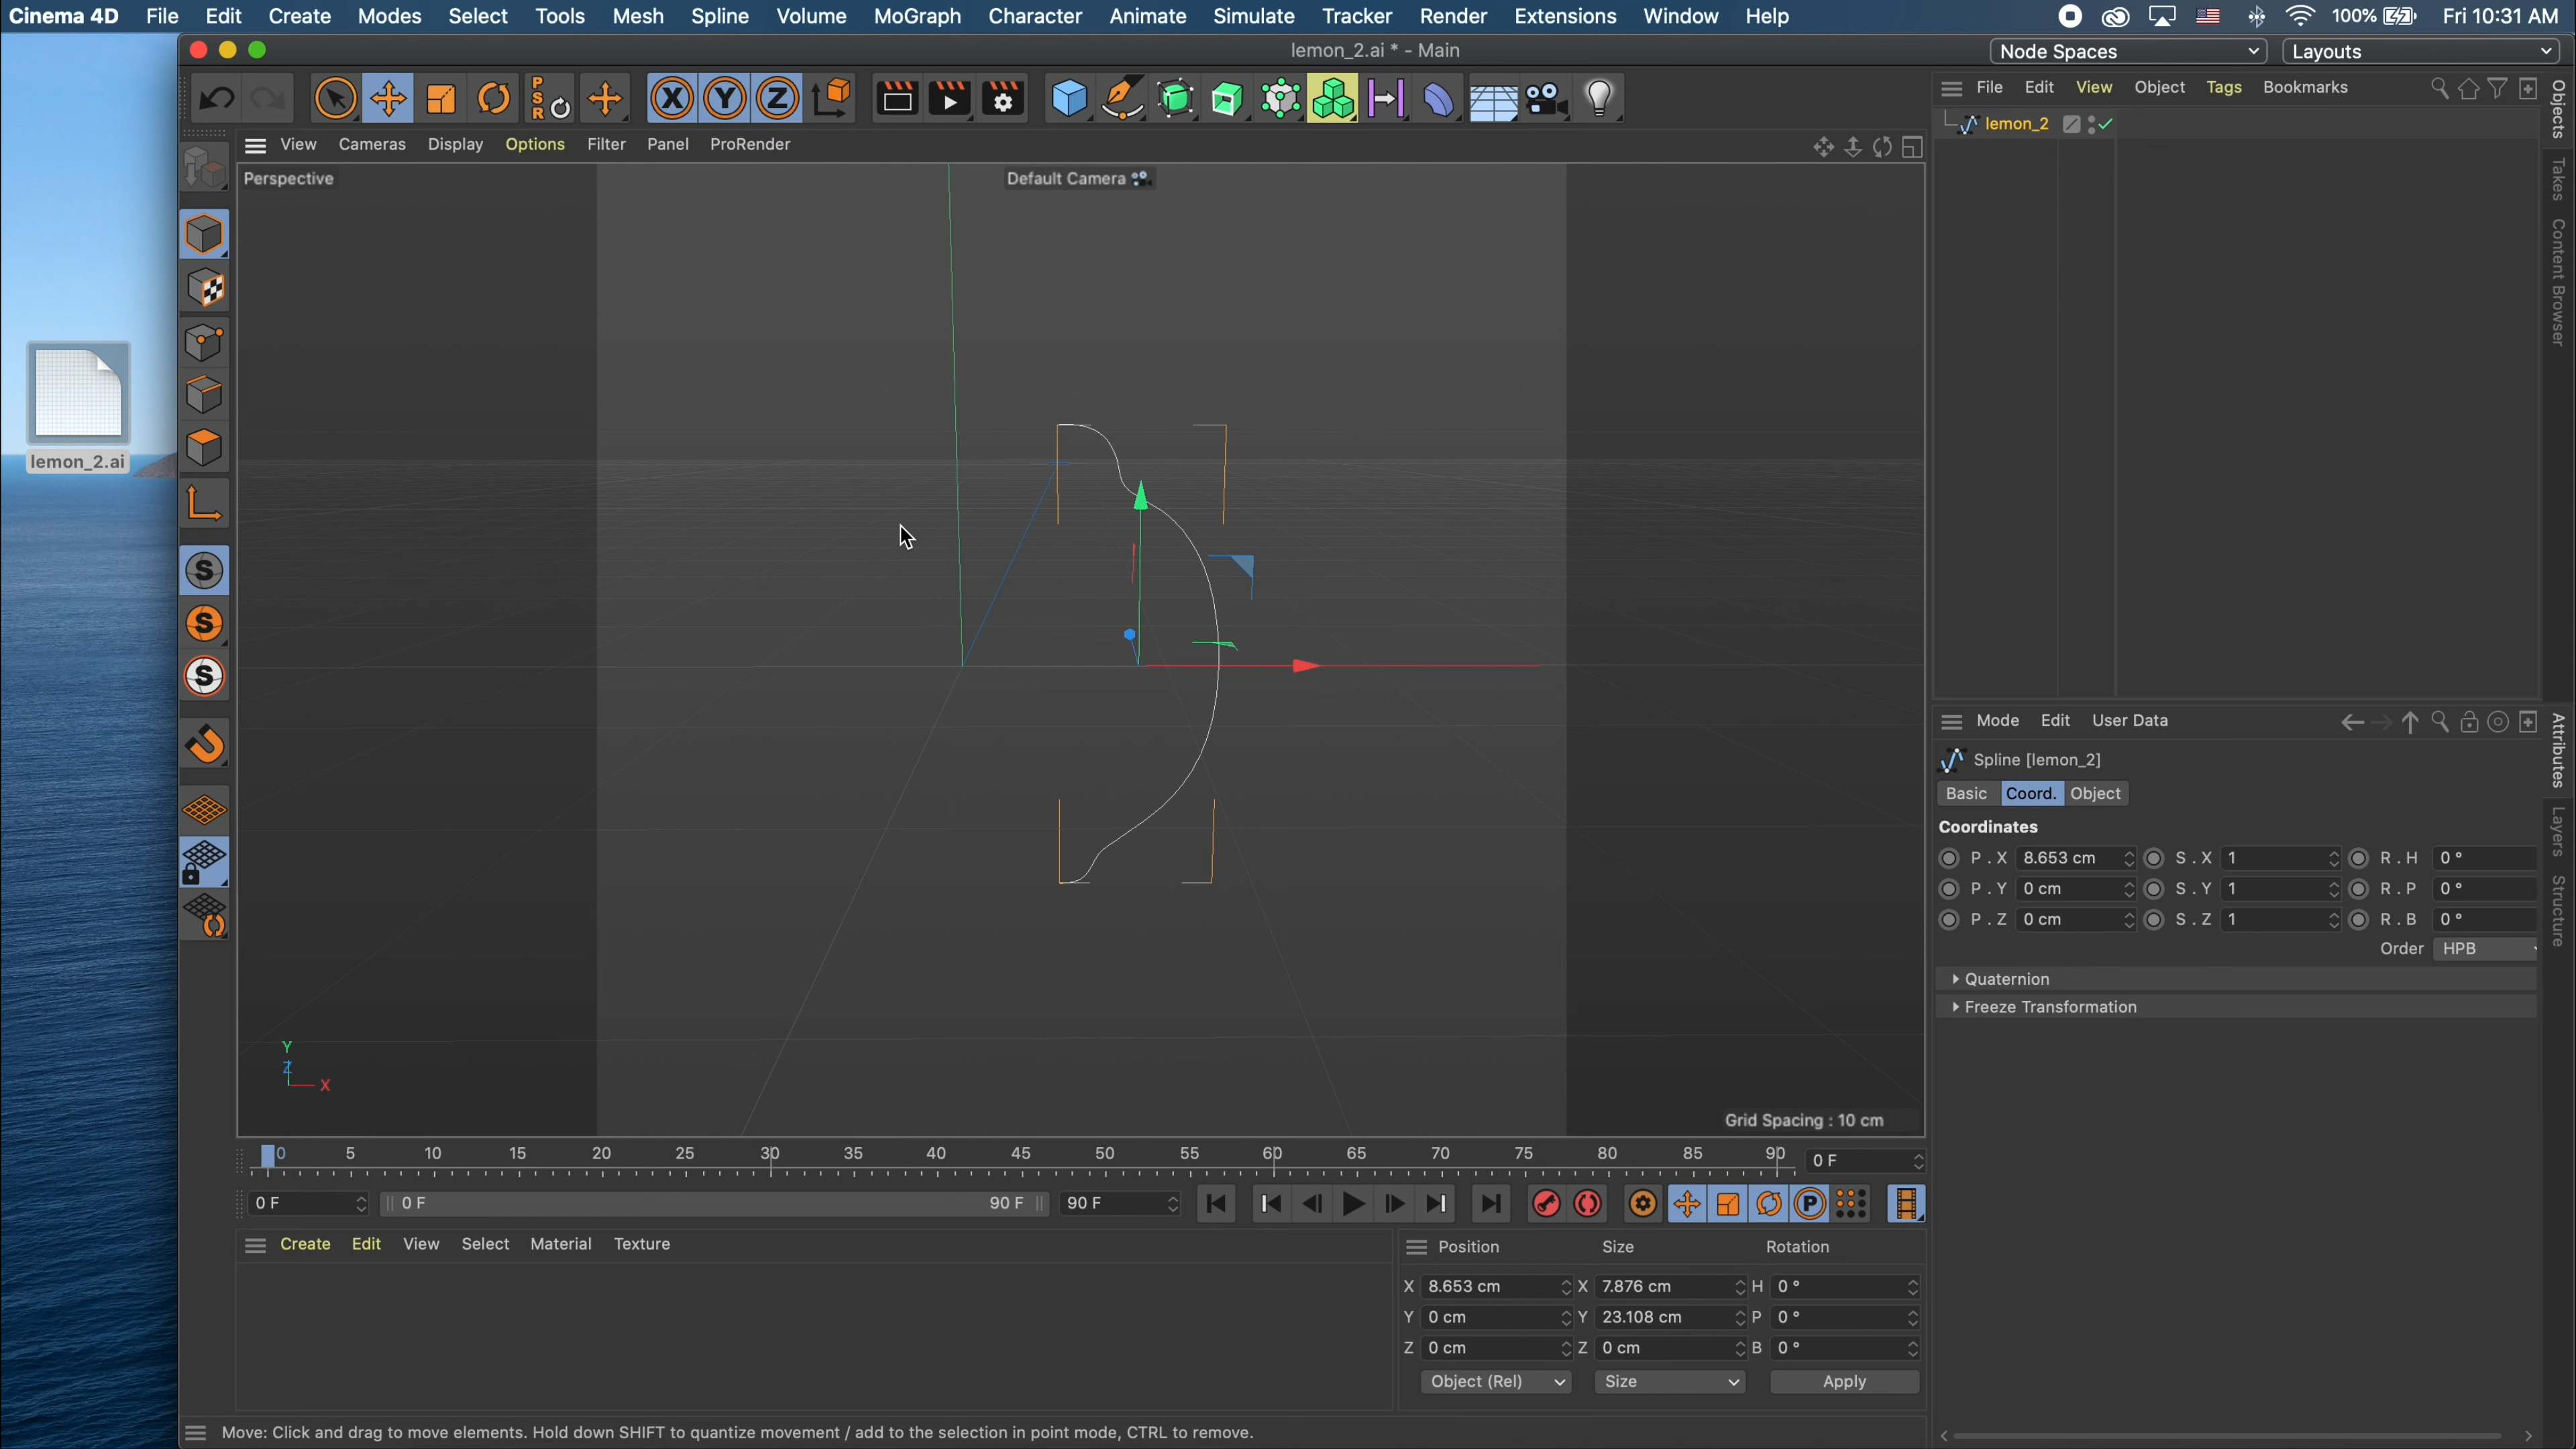 Cinema 4D File Edit Create Modes Select Tools Mesh Spline Volume MoGraph Character Animate Simulate Tracker Render Extensions Window Help 100% Fri 10:31 AM
lemon_2.ai * - Main
Node Spaces Layouts
P S R X Y Z
File Edit View Object Tags Bookmarks
lemon_2
View Cameras Display Options Filter Panel ProRender
Perspective
Default Camera
lemon_2.ai
S
S
S
Objects
Takes
Content Browser
Mode Edit User Data
Attributes
Layers
Structure
Spline [lemon_2]
Basic Coord. Object
Coordinates
P . X 8.653 cm S . X 1 R . H 0 °
P . Y 0 cm S . Y 1 R . P 0 °
P . Z 0 cm S . Z 1 R . B 0 °
Order HPB
Quaternion
Freeze Transformation
Y
Z
X
Grid Spacing : 10 cm
0 5 10 15 20 25 30 35 40 45 50 55 60 65 70 75 80 85 90 0 F
0 F 0 F 90 F 90 F P
Create Edit View Select Material Texture
Position Size Rotation
X 8.653 cm X 7.876 cm H 0 °
Y 0 cm Y 23.108 cm P 0 °
Z 0 cm Z 0 cm B 0 °
Object (Rel) Size Apply
Move: Click and drag to move elements. Hold down SHIFT to quantize movement / add to the selection in point mode, CTRL to remove.